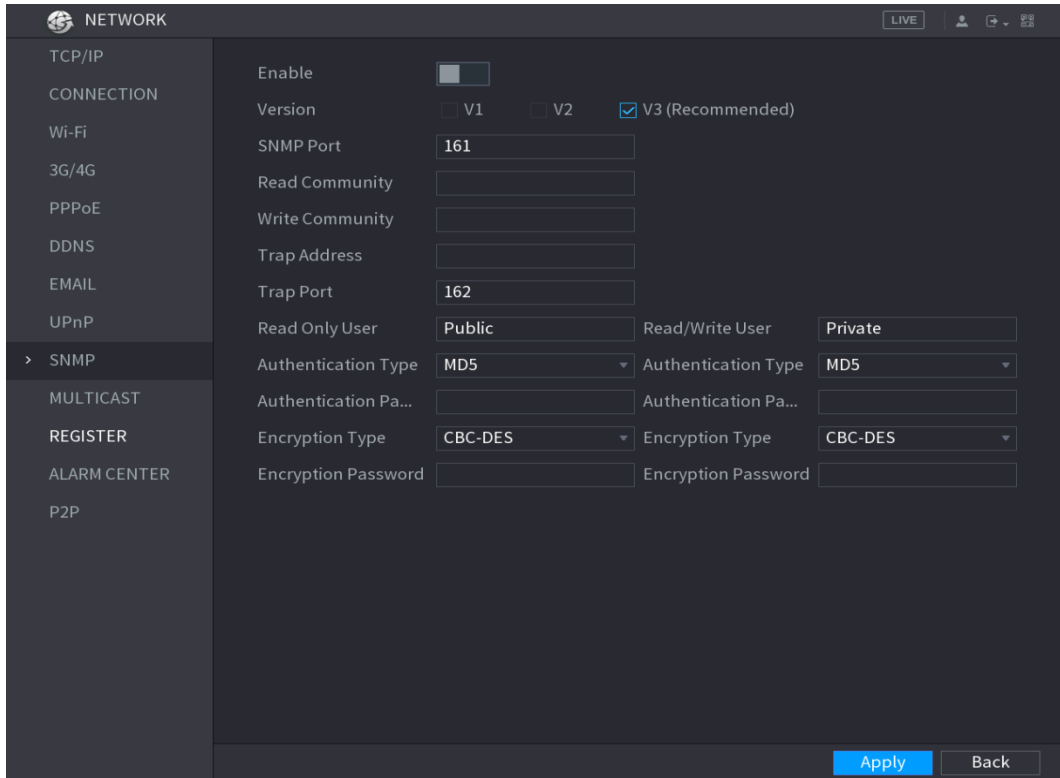 NETWORK LIVE
TCP/IP
CONNECTION
Wi-Fi
3G/4G
PPPoE
DDNS
EMAIL
UPnP
> SNMP
MULTICAST
REGISTER
ALARM CENTER
P2P
Enable
Version V1 V2 V3 (Recommended)
SNMP Port 161
Read Community
Write Community
Trap Address
Trap Port 162
Read Only User Public Read/Write User Private
Authentication Type MD5 Authentication Type MD5
Authentication Pa... Authentication Pa...
Encryption Type CBC-DES Encryption Type CBC-DES
Encryption Password Encryption Password
Apply Back